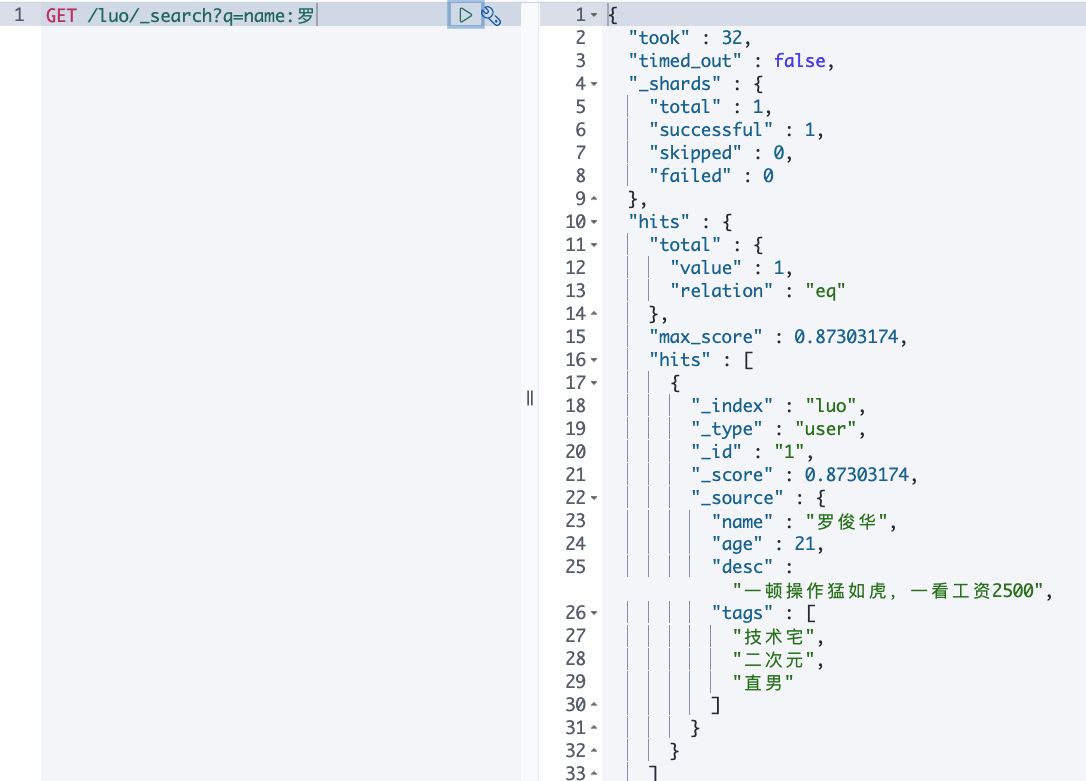 1 GET /luo/_search?q=name:罗
1 {
2 "took" : 32,
3 "timed_out" : false,
4 "_shards" : {
5 "total" : 1,
6 "successful" : 1,
7 "skipped" : 0,
8 "failed" : 0
9 },
10 "hits" : {
11 "total" : {
12 "value" : 1,
13 "relation" : "eq"
14 },
15 "max_score" : 0.87303174,
16 "hits" : [
17 {
18 "_index" : "luo",
19 "_type" : "user",
20 "_id" : "1",
21 "_score" : 0.87303174,
22 "_source" : {
23 "name" : "罗俊华",
24 "age" : 21,
25 "desc" :
"一顿操作猛如虎，一看工资2500",
26 "tags" : [
27 "技术宅",
28 "二次元",
29 "直男"
30 ]
31 }
32 }
33 ]